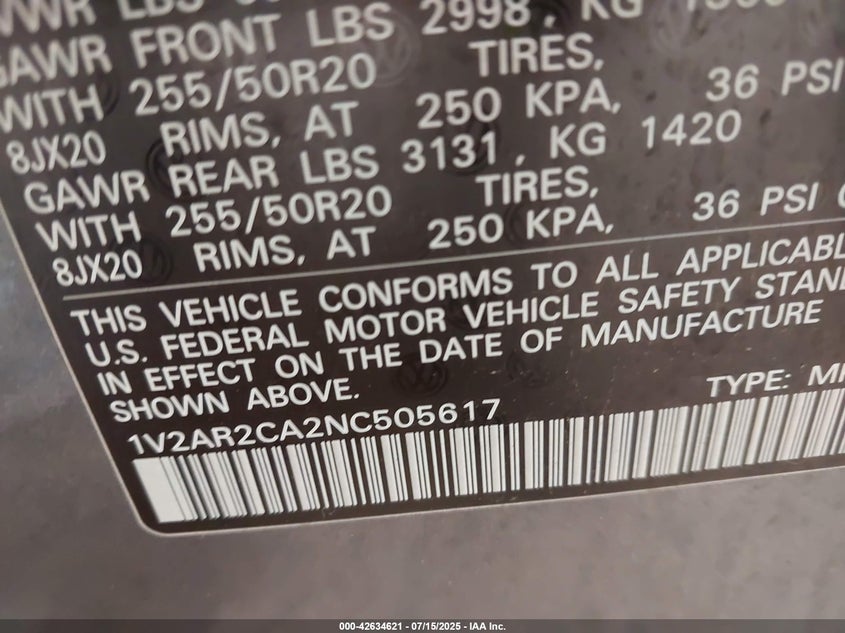 GAWR FRONT LBS 2998, KG
WITH 255/50R20 TIRES,
8JX20 RIMS, AT 250 KPA, 36 PSI
GAWR REAR LBS 3131, KG 1420
WITH 255/50R20 TIRES,
8JX20 RIMS, AT 250 KPA, 36 PSI
THIS VEHICLE CONFORMS TO ALL
U.S. FEDERAL MOTOR VEHICLE SAFETY
IN EFFECT ON THE DATE OF MANUFACTURE
SHOWN ABOVE.
1V2AR2CA2NC505617 TYPE:
000-42634621 | 07/15/2025 - IAA Inc.